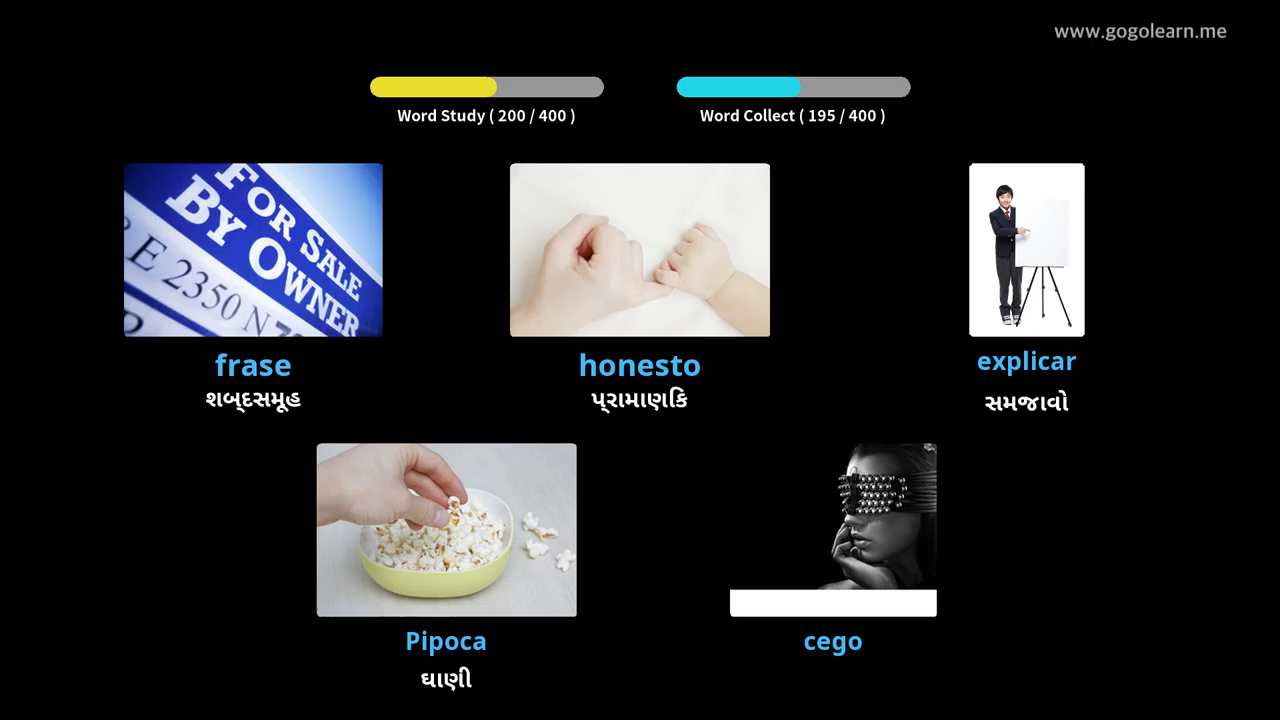 www.gogolearn.me
Word Study ( 200 / 400 )
Word Collect ( 195 / 400 )
FOR SALE
BY OWNER
E 2350 N
frase
શબ્દસમૂહ
honesto
પ્રામાણિક
explicar
સમજાવો
Pipoca
ધાણી
cego